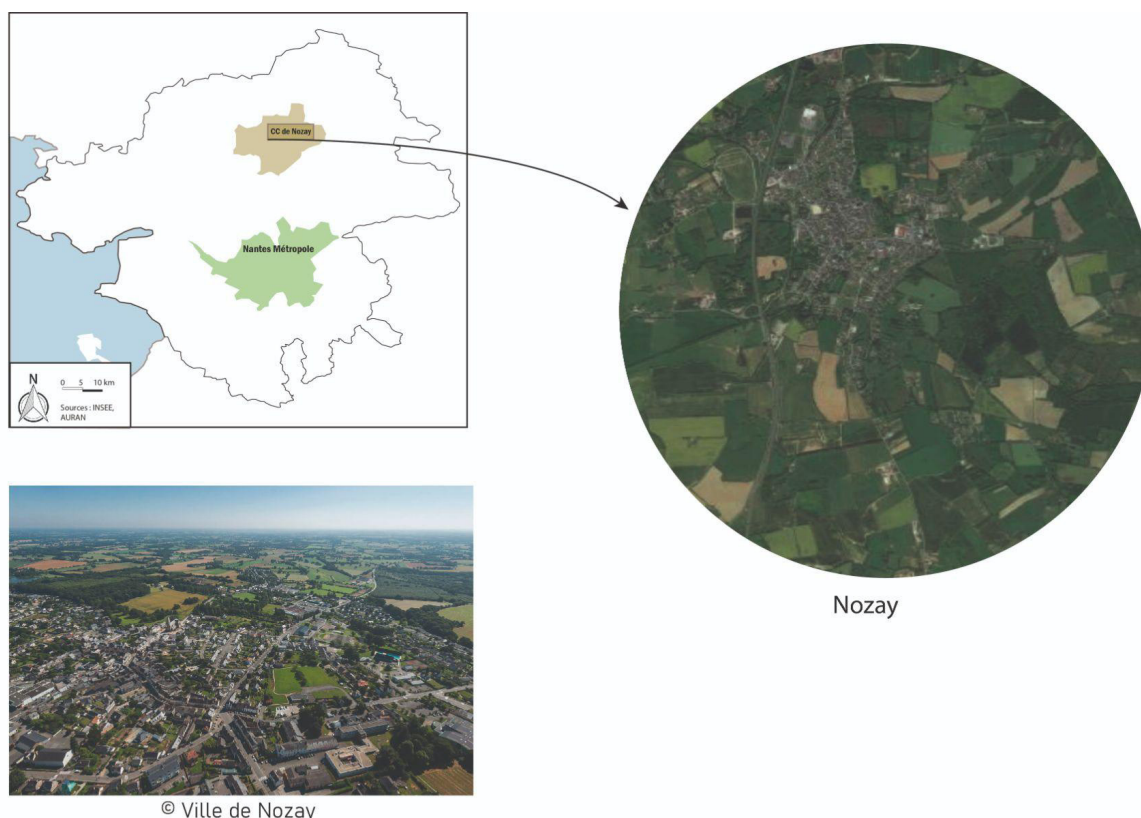 CC de Nozay
Nantes Métropole
N
0 5 10 km
Sources : INSEE,
AURAN
Nozay
© Ville de Nozay